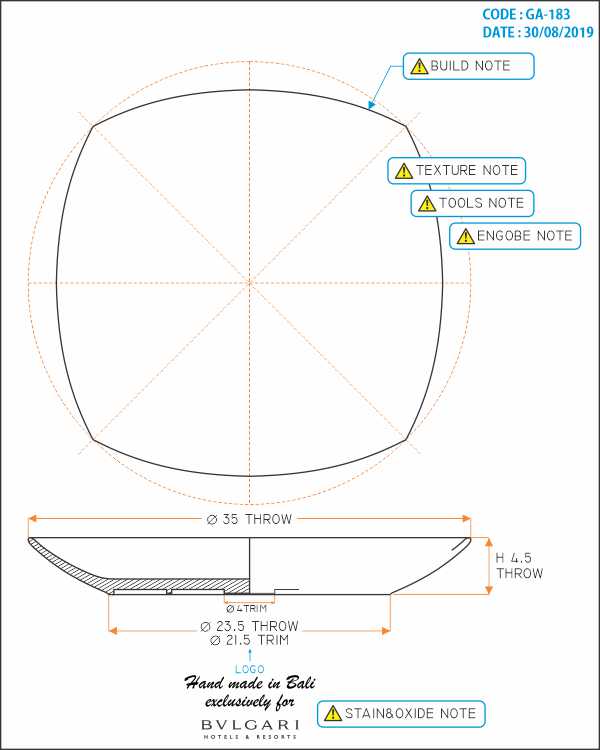 CODE : GA-183
DATE : 30/08/2019
BUILD NOTE
TEXTURE NOTE
TOOLS NOTE
ENGOBE NOTE
Ø 35 THROW
H 4.5
THROW
Ø 4 TRIM
Ø 23.5 THROW
Ø 21.5 TRIM
LOGO
Hand made in Bali
exclusively for
BVLGARI
HOTELS & RESORTS
STAIN&OXIDE NOTE